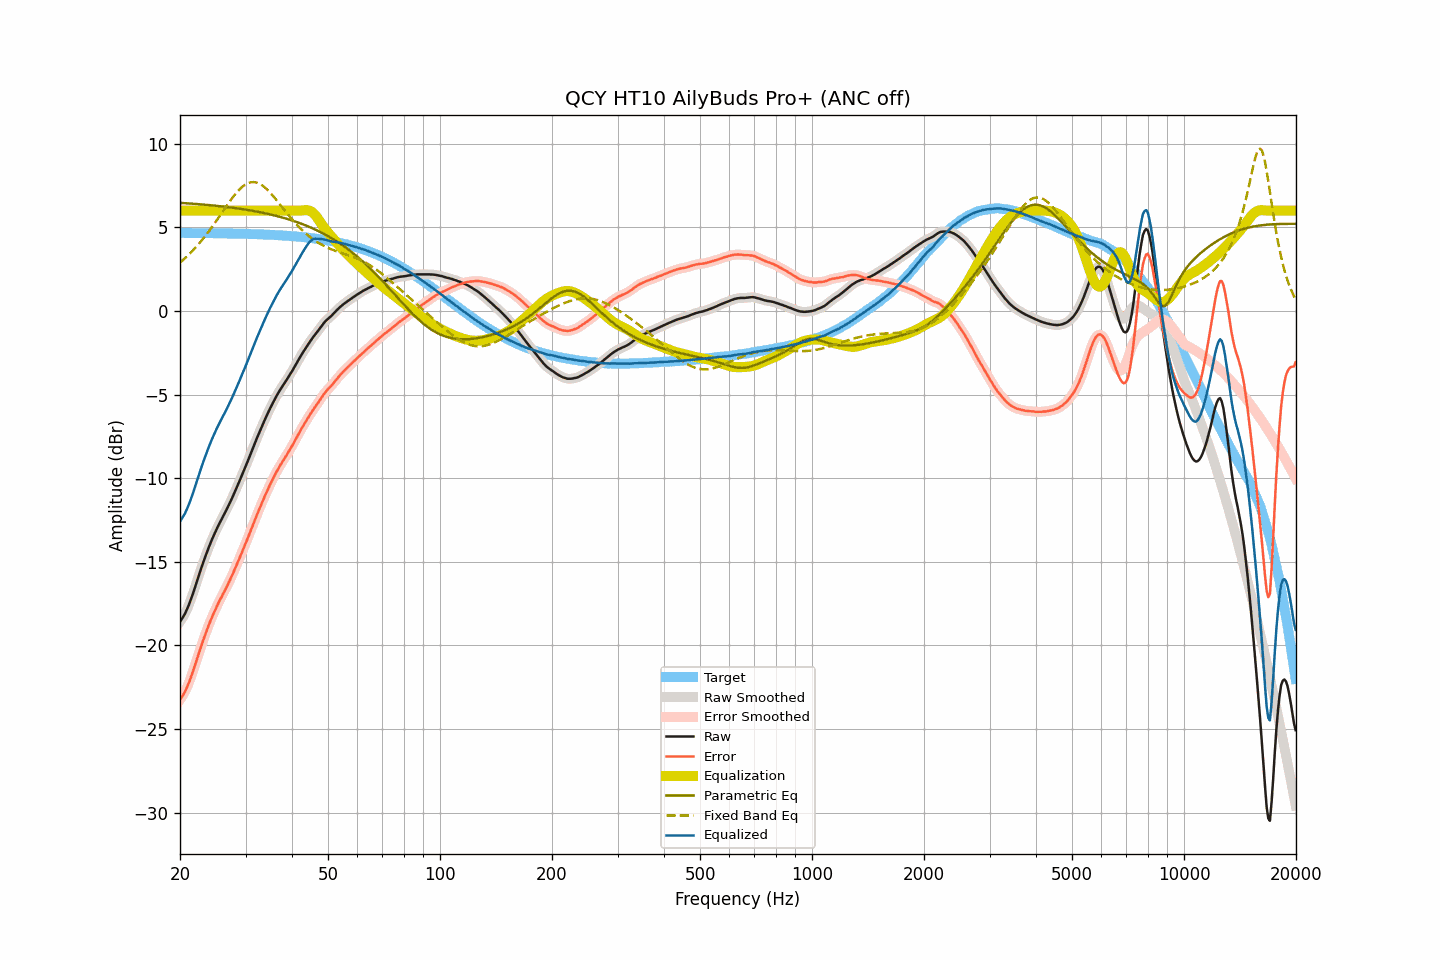 QCY HT10 AilyBuds Pro+ (ANC off)
10
5
0
−5
−10
−15
−20
−25
−30
Amplitude (dBr)
Target
Raw Smoothed
Error Smoothed
Raw
Error
Equalization
Parametric Eq
Fixed Band Eq
Equalized
20 50 100 200 500 1000 2000 5000 10000 20000
Frequency (Hz)